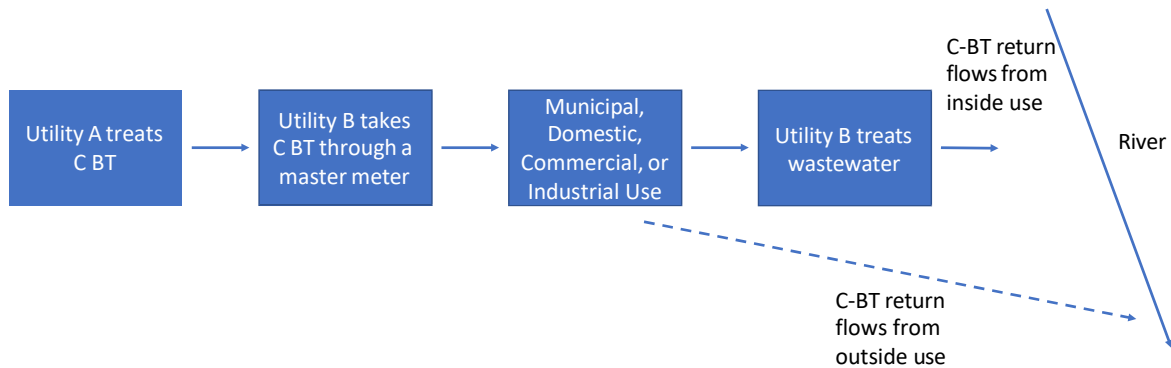 Utility A treats
C BT
Utility B takes
C BT through a
master meter
Municipal,
Domestic,
Commercial, or
Industrial Use
Utility B treats
wastewater
C-BT return
flows from
inside use
River
C-BT return
flows from
outside use